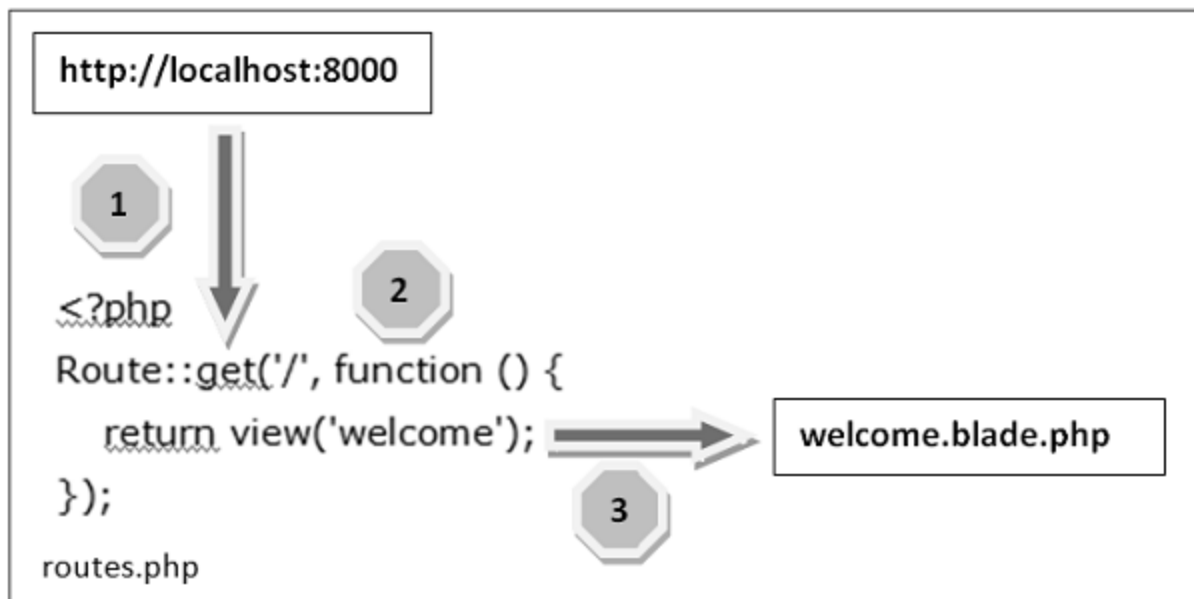 http://localhost:8000
1
2
<?php
Route::get('/', function () {
return view('welcome');
welcome.blade.php
});
3
routes.php